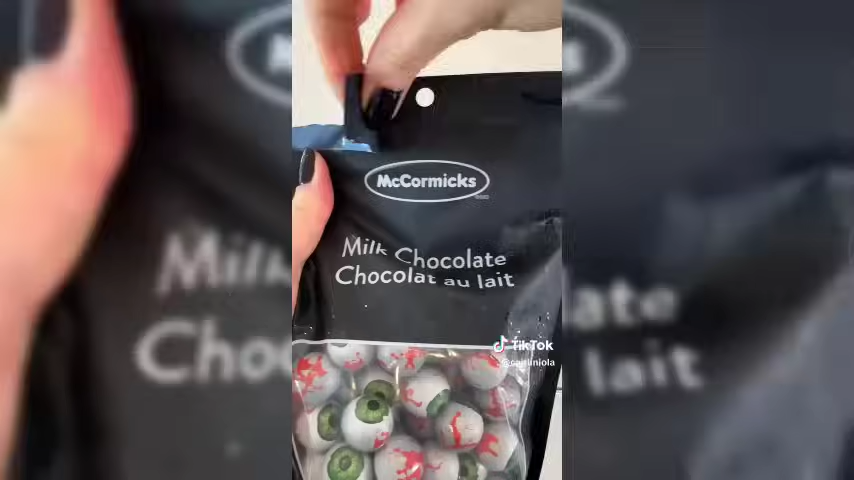 McCormicks
Milk Chocolate
Chocolat au lait
TikTok